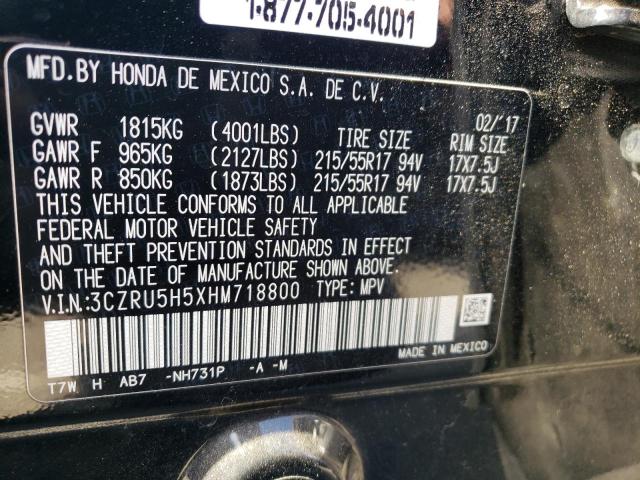 1-877-705-4001
MFD.BY HONDA DE MEXICO S.A. DE C.V.
02/'17
GVWR 1815KG (4001LBS) TIRE SIZE RIM SIZE
GAWR F 965KG (2127LBS) 215/55R17 94V 17X7.5J
GAWR R 850KG (1873LBS) 215/55R17 94V 17X7.5J
THIS VEHICLE CONFORMS TO ALL APPLICABLE
FEDERAL MOTOR VEHICLE SAFETY
AND THEFT PREVENTION STANDARDS IN EFFECT
ON THE DATE OF MANUFACTURE SHOWN ABOVE.
V.I.N.:3CZRU5H5XHM718800 TYPE: MPV
MADE IN MEXICO
T7W H AB7 -NH731P -A -M